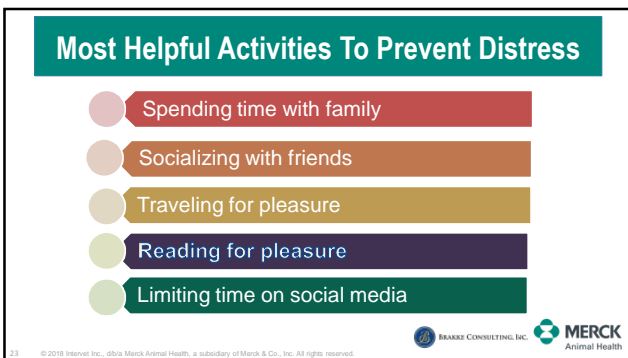 Most Helpful Activities To Prevent Distress
Spending time with family
Socializing with friends
Traveling for pleasure
Reading for pleasure
Limiting time on social media
B BRAKKE CONSULTING, INC.
MERCK
Animal Health
23 © 2018 Intervet Inc., d/b/a Merck Animal Health, a subsidiary of Merck & Co., Inc. All rights reserved.